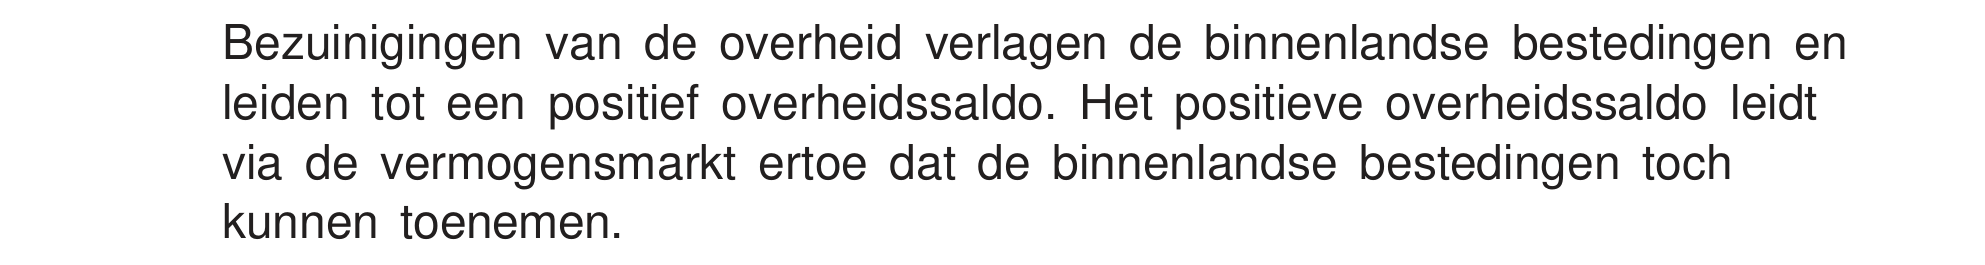 Bezuinigingen van de overheid verlagen de binnenlandse bestedingen en
leiden tot een positief overheidssaldo. Het positieve overheidssaldo leidt
via de vermogensmarkt ertoe dat de binnenlandse bestedingen toch
kunnen toenemen.